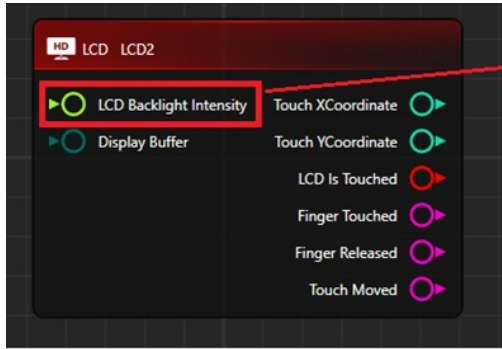 HD LCD LCD2
LCD Backlight Intensity Touch XCoordinate
Display Buffer Touch YCoordinate
LCD Is Touched
Finger Touched
Finger Released
Touch Moved